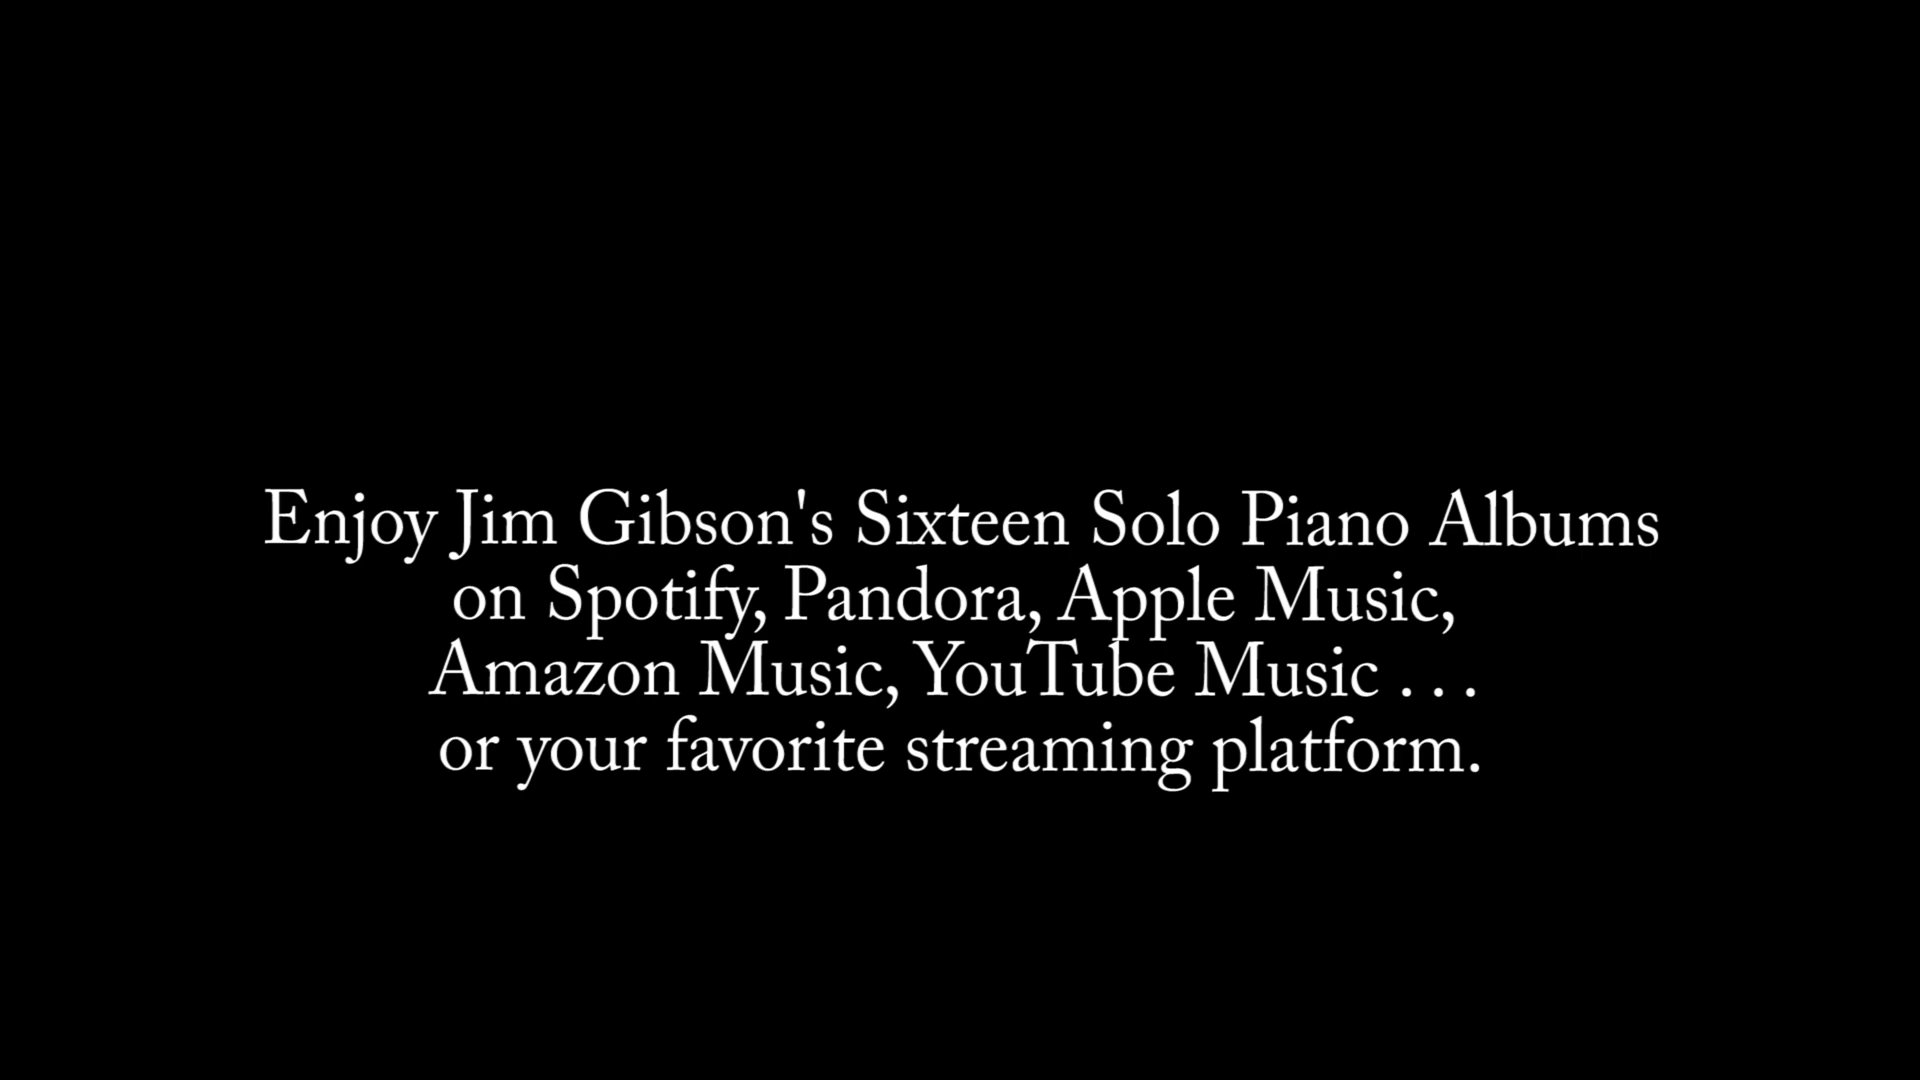 Enjoy Jim Gibson's Sixteen Solo Piano Albums
on Spotify, Pandora, Apple Music,
Amazon Music, YouTube Music . . .
or your favorite streaming platform.